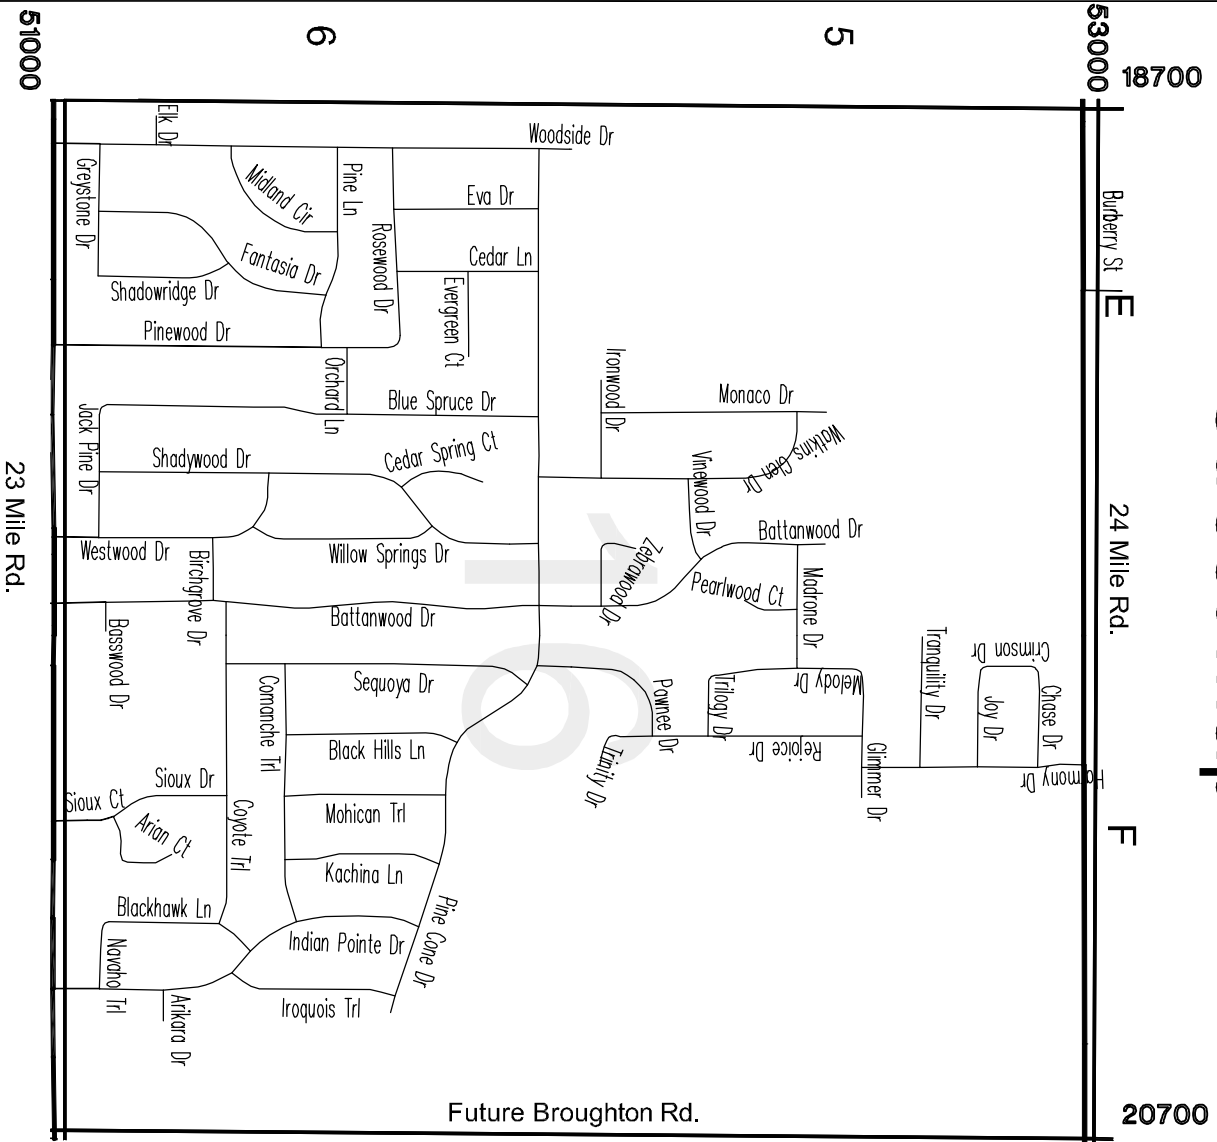 51000
6
5
53000
18700
Elk Dr
Woodside Dr
Greystone Dr
Midland Cir
Pine Ln
Eva Dr
Burberry St
Rosewood Dr
Fantasia Dr
Cedar Ln
Shadowridge Dr
Evergreen Ct
E
Pinewood Dr
Orchard Ln
Ironwood Dr
Blue Spruce Dr
Monaco Dr
Jack Pine Dr
Shadywood Dr
Cedar Spring Ct
Vinewood Dr
Watkins Glen Dr
23 Mile Rd.
24 Mile Rd.
Westwood Dr
Birchgrove Dr
Willow Springs Dr
Battanwood Dr
Zebrawood Dr
Pearlwood Ct
Madrone Dr
16
Basswood Dr
Battanwood Dr
Tranquility Dr
Crimson Dr
Comanche Trl
Sequoya Dr
Pawnee Dr
Trilogy Dr
Melody Dr
Joy Dr
Chase Dr
Black Hills Ln
Trinity Dr
Rejoice Dr
Glimmer Dr
Harmony Dr
Sioux Dr
Sioux Ct
Arian Ct
Coyote Trl
Mohican Trl
F
Kachina Ln
Blackhawk Ln
Pine Cone Dr
Navaho Trl
Indian Pointe Dr
Arikara Dr
Iroquois Trl
Future Broughton Rd.
20700